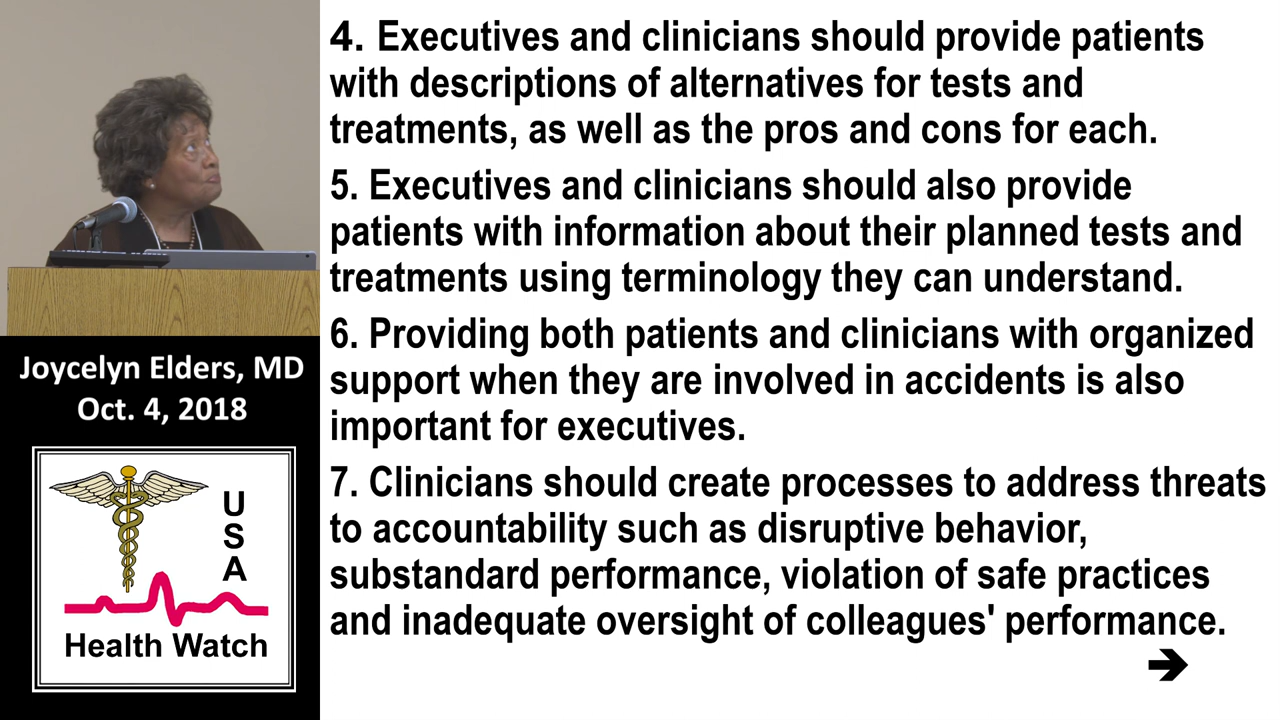 4. Executives and clinicians should provide patients
with descriptions of alternatives for tests and
treatments, as well as the pros and cons for each.
5. Executives and clinicians should also provide
patients with information about their planned tests and
treatments using terminology they can understand.
6. Providing both patients and clinicians with organized
support when they are involved in accidents is also
important for executives.
7. Clinicians should create processes to address threats
to accountability such as disruptive behavior,
substandard performance, violation of safe practices
and inadequate oversight of colleagues' performance.
Joycelyn Elders, MD
Oct. 4, 2018
U
S
A
Health Watch